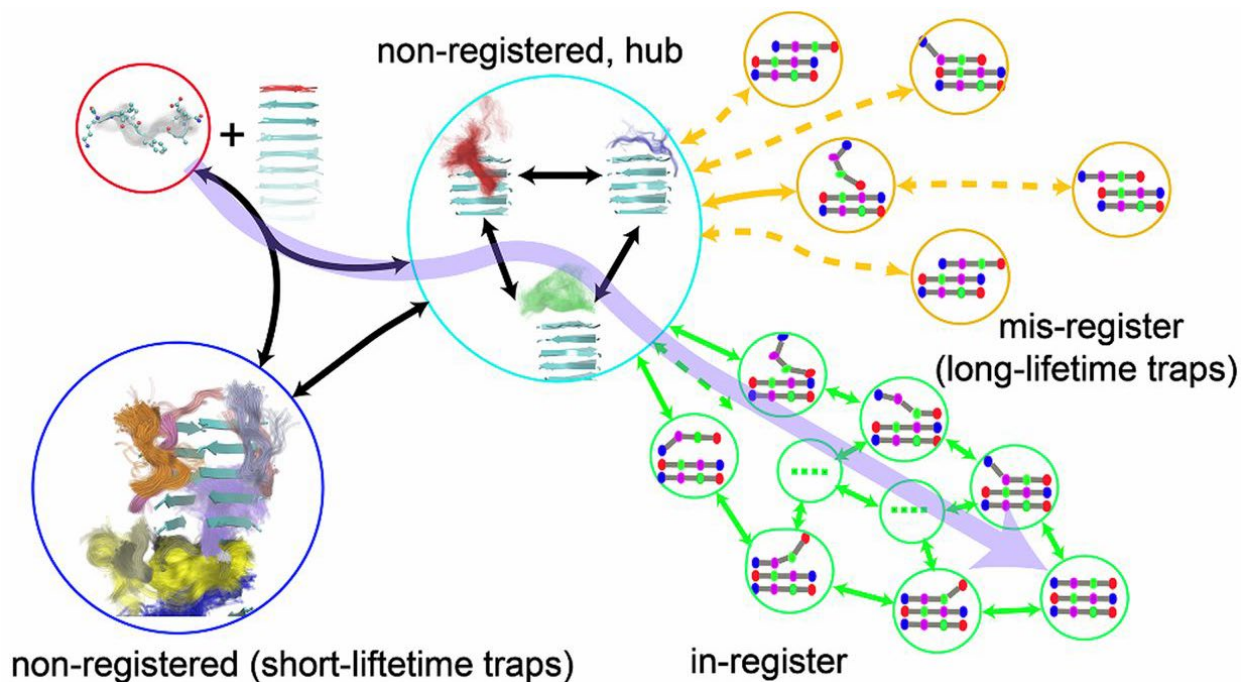 non-registered, hub
+
mis-register
(long-lifetime traps)
non-registered (short-liftetime traps)
in-register